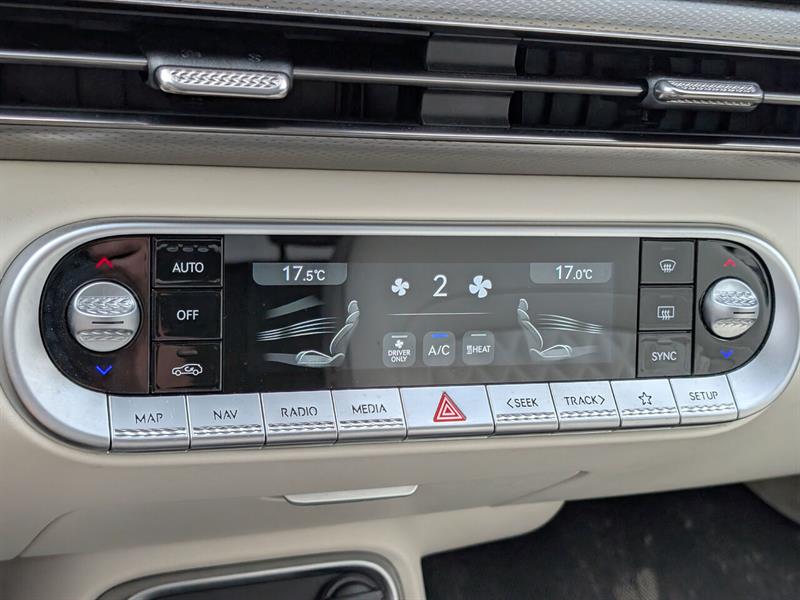 AUTO
OFF
17.5°C
2
17.0°C
DRIVER
ONLY
A/C
HEAT
SYNC
MAP
NAV
RADIO
MEDIA
<SEEK
TRACK>
SETUP